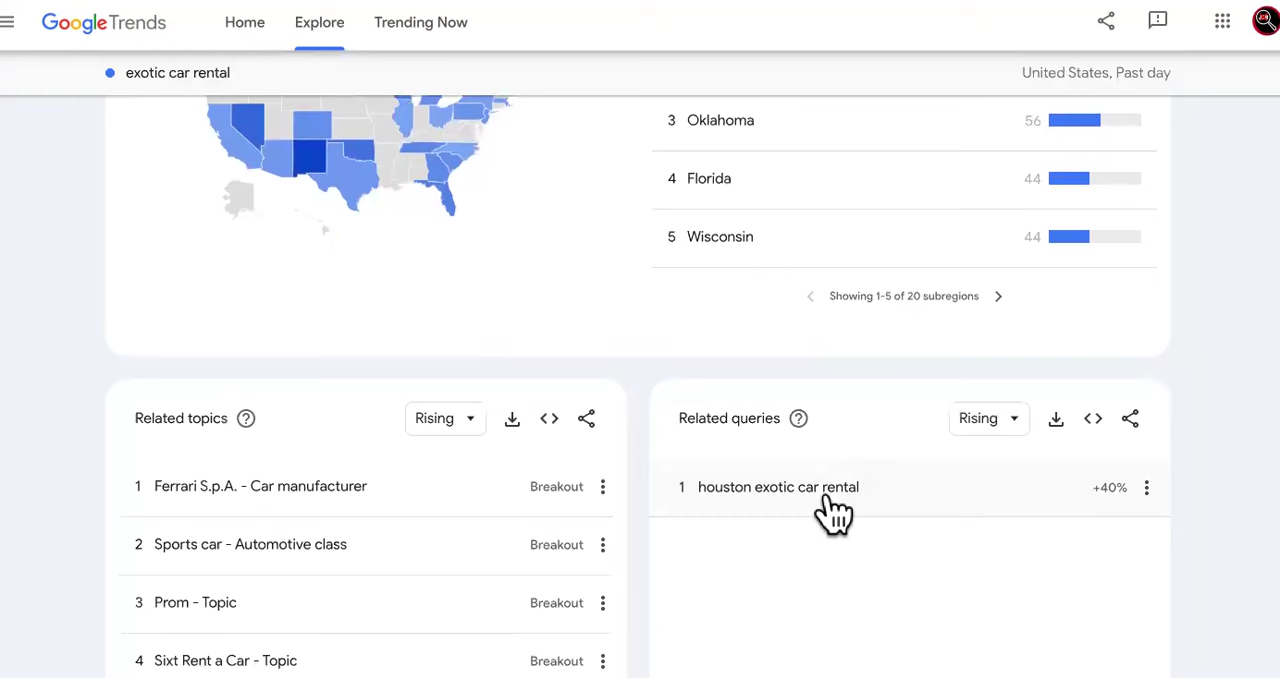 Google Trends
Home
Explore
Trending Now
exotic car rental
United States, Past day
3 Oklahoma 56
4 Florida 44
5 Wisconsin 44
Showing 1-5 of 20 subregions
Related topics
Rising
1 Ferrari S.p.A. - Car manufacturer Breakout
2 Sports car - Automotive class Breakout
3 Prom - Topic Breakout
4 Sixt Rent a Car - Topic Breakout
Related queries
Rising
1 houston exotic car rental +40%